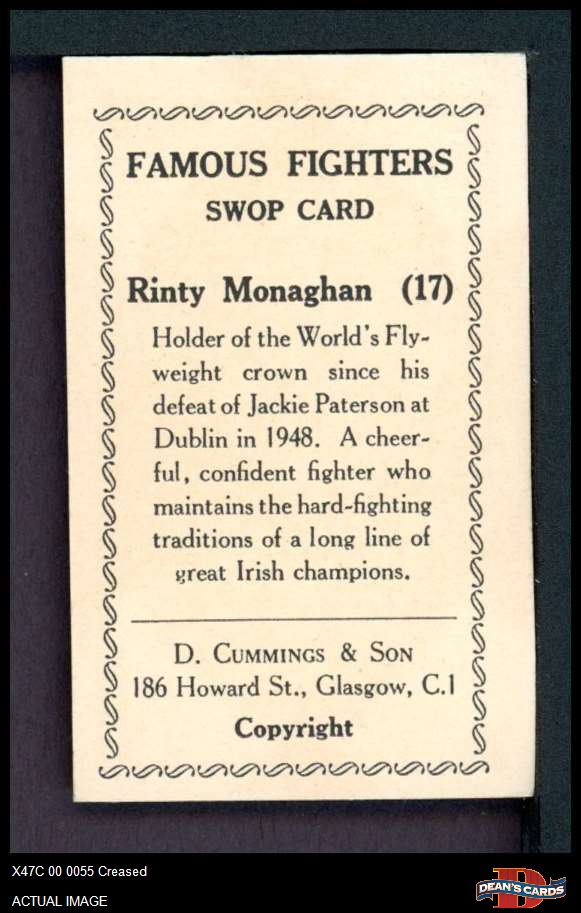 FAMOUS FIGHTERS
SWOP CARD
Rinty Monaghan (17)
Holder of the World's Fly-
weight crown since his
defeat of Jackie Paterson at
Dublin in 1948. A cheer-
ful, confident fighter who
maintains the hard-fighting
traditions of a long line of
great Irish champions.
D. CUMMINGS & SON
186 Howard St., Glasgow, C.1
Copyright
X47C 00 0055 Creased
ACTUAL IMAGE
D
DEAN'S CARDS